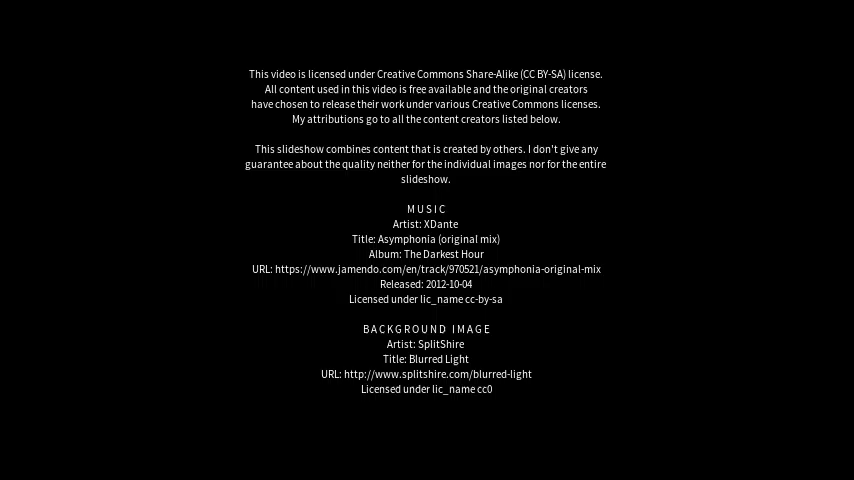 This video is licensed under Creative Commons Share-Alike (CC BY-SA) license.
All content used in this video is free available and the original creators
have chosen to release their work under various Creative Commons licenses.
My attributions go to all the content creators listed below.
This slideshow combines content that is created by others. I don't give any
guarantee about the quality neither for the individual images nor for the entire
slideshow.
MUSIC
Artist: XDante
Title: Asymphonia (original mix)
Album: The Darkest Hour
URL: https://www.jamendo.com/en/track/970521/asymphonia-original-mix
Released: 2012-10-04
Licensed under lic_name cc-by-sa
BACKGROUND IMAGE
Artist: SplitShire
Title: Blurred Light
URL: http://www.splitshire.com/blurred-light
Licensed under lic_name cc0